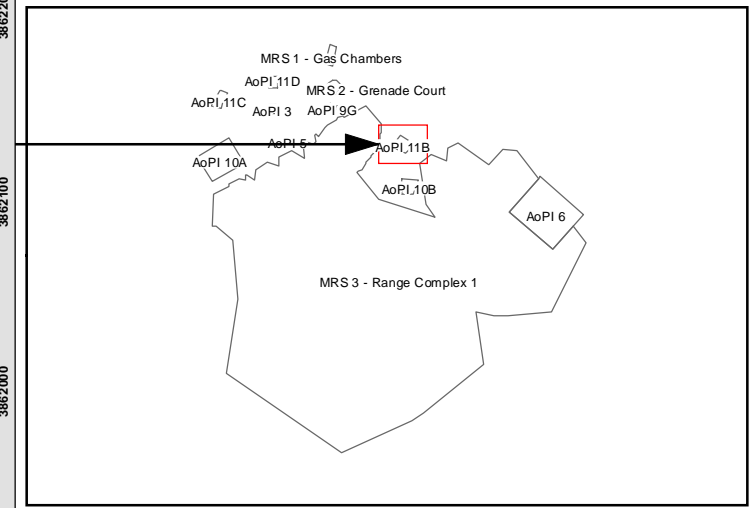 MRS 1 - Gas Chambers
AoPI 11D
MRS 2 - Grenade Court
AoPI 11C
AoPI 3
AoPI 9G
AoPI 5
AoPI 11B
AoPI 10A
AoPI 10B
AoPI 6
MRS 3 - Range Complex 1
3862100
3862000